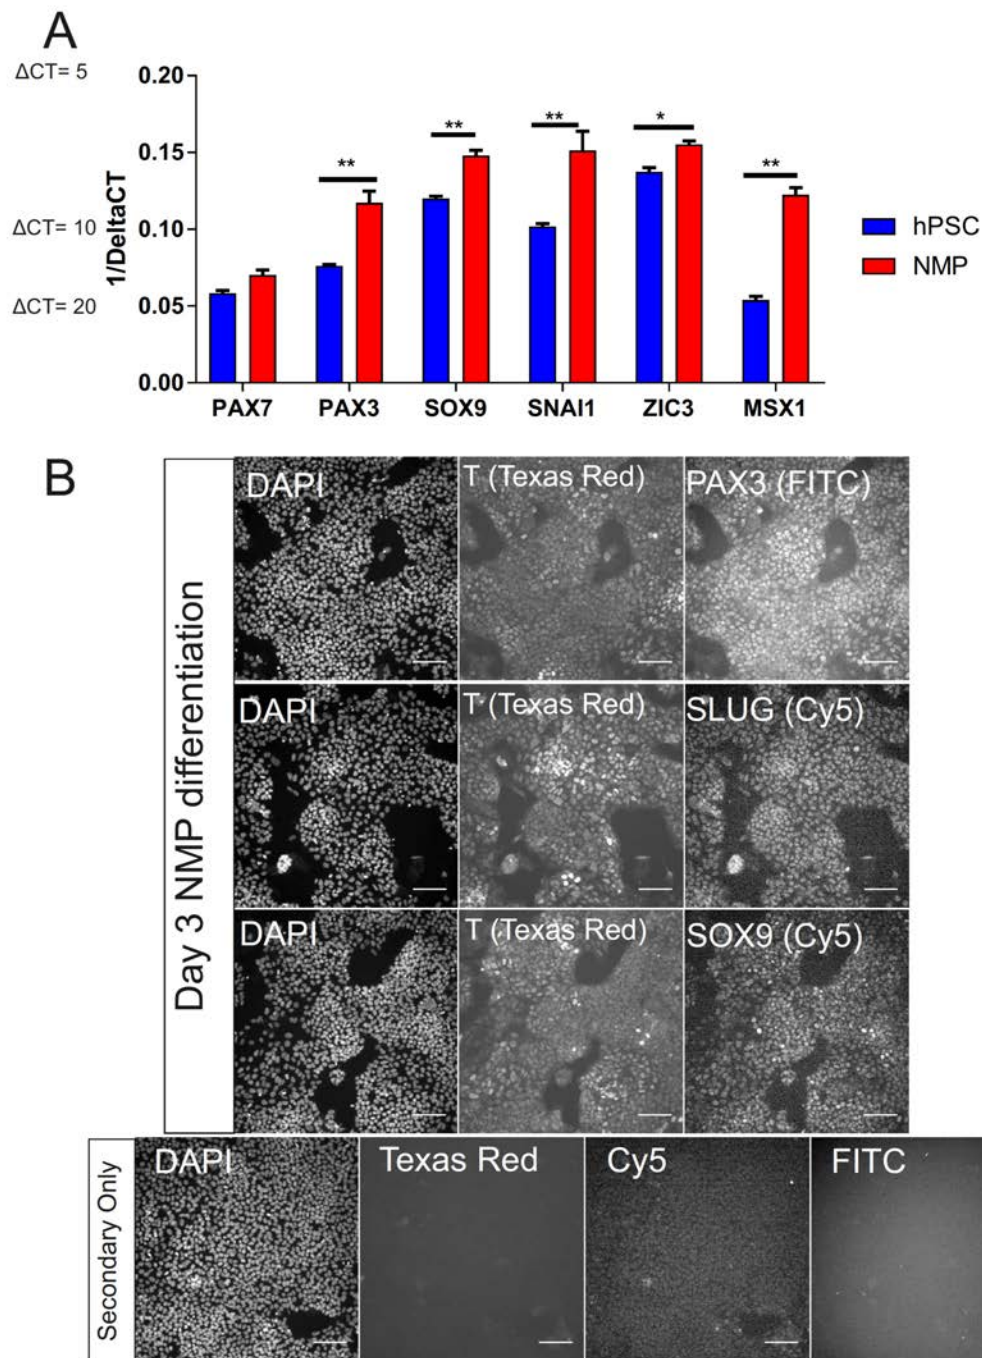 A
ΔCT= 5
ΔCT= 10
ΔCT= 20
1/DeltaCT
0.20
0.15
0.10
0.05
0.00
**
**
**
*
**
PAX7 PAX3 SOX9 SNAI1 ZIC3 MSX1
hPSC
NMP
B
Day 3 NMP differentiation
DAPI T (Texas Red) PAX3 (FITC)
DAPI T (Texas Red) SLUG (Cy5)
DAPI T (Texas Red) SOX9 (Cy5)
Secondary Only
DAPI Texas Red Cy5 FITC